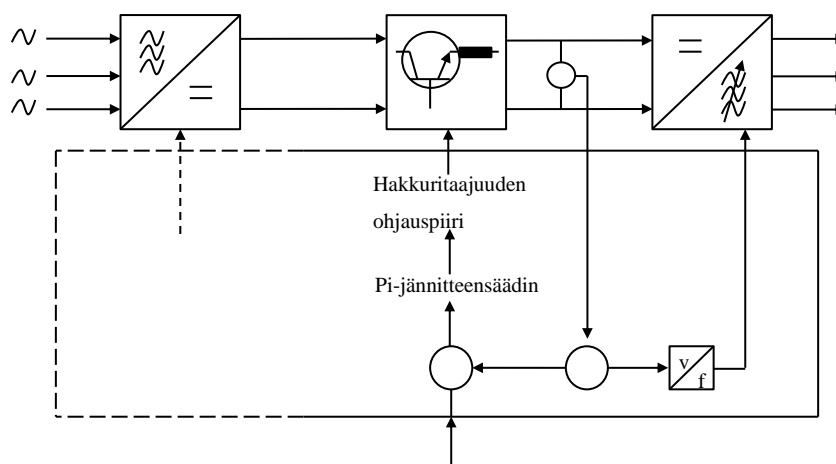 Hakkuritaajuuden
ohjauspiiri
Pi-jännitteensäädin
v
f